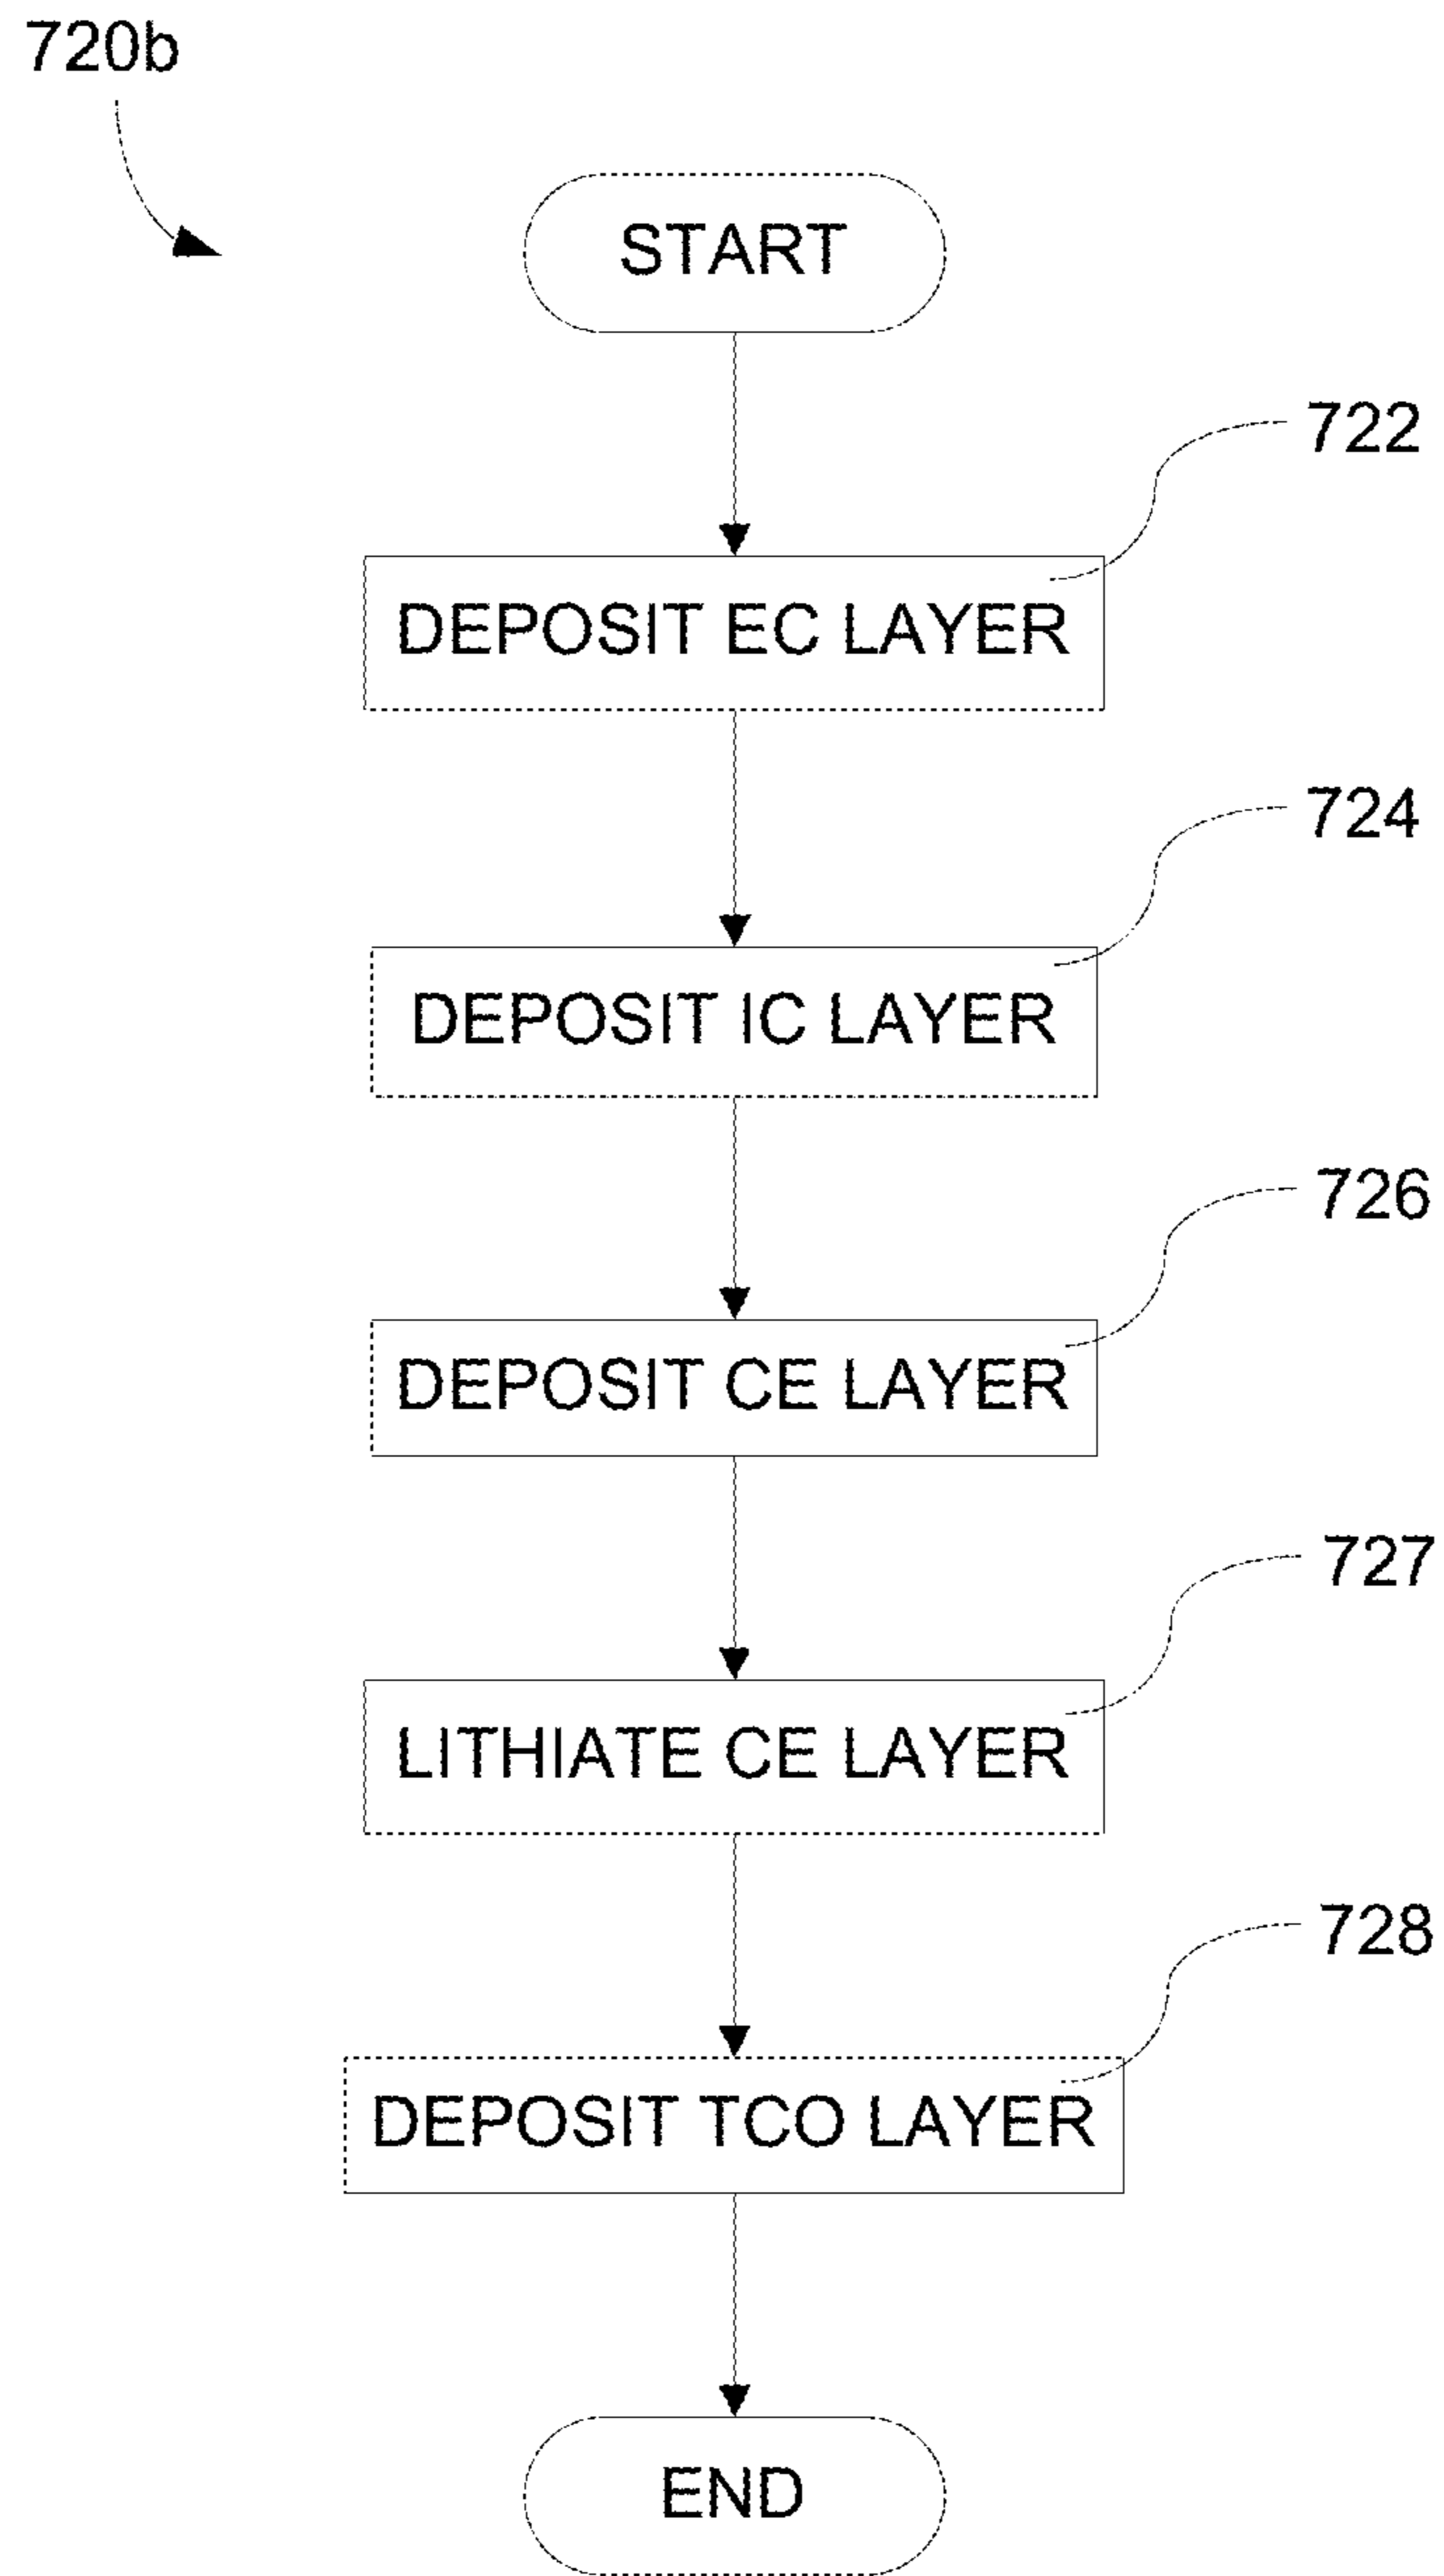 720b
START
722
DEPOSIT EC LAYER
724
DEPOSIT IC LAYER
726
DEPOSIT CE LAYER
727
LITHIATE CE LAYER
728
DEPOSIT TCO LAYER
END